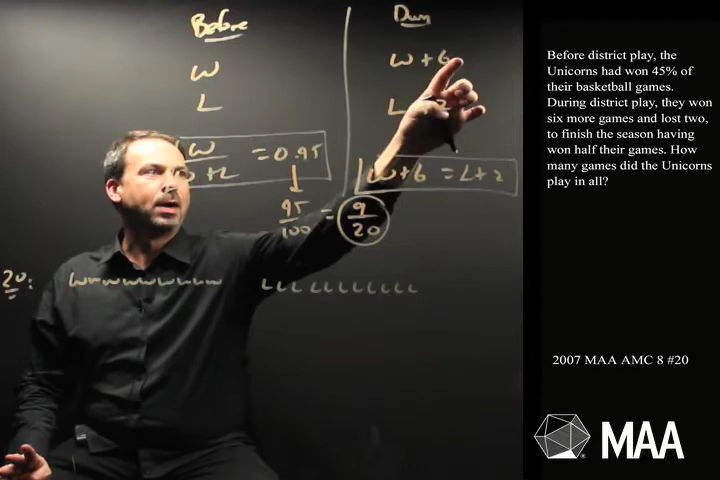 Before
W
L
W
W+L
= 0.45
45
100
=
9
20
W + 6
L
W+6 = L+2
20:
wwwwwwwww
LLLLLLLLLLL
Before district play, the
Unicorns had won 45% of
their basketball games.
During district play, they won
six more games and lost two,
to finish the season having
won half their games. How
many games did the Unicorns
play in all?
2007 MAA AMC 8 #20
MAA